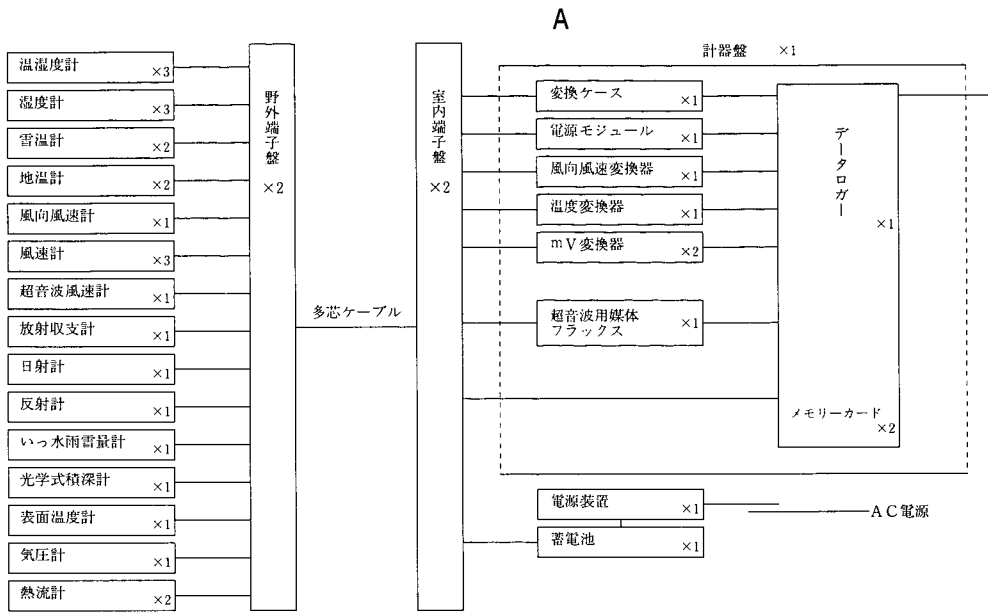 A
計器盤 ×1
温湿度計 ×3
湿度計 ×3
雪温計 ×2
地温計 ×2
風向風速計 ×1
風速計 ×3
超音波風速計 ×1
放射収支計 ×1
日射計 ×1
反射計 ×1
いっ水雨雪量計 ×1
光学式積深計 ×1
表面温度計 ×1
気圧計 ×1
熱流計 ×2
野外端子盤
×2
多芯ケーブル
室内端子盤
×2
変換ケース ×1
電源モジュール ×1
風向風速変換器 ×1
温度変換器 ×1
mV変換器 ×2
超音波用媒体
フラックス ×1
データロガー
×1
メモリーカード
×2
電源装置 ×1
蓄電池 ×1
AC電源